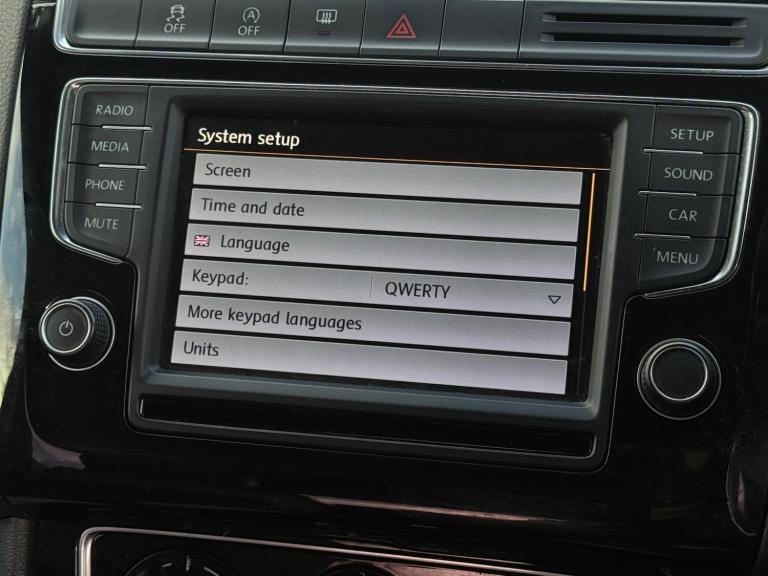 OFF
A
OFF
RADIO
MEDIA
PHONE
MUTE
System setup
Screen
Time and date
Language
Keypad: QWERTY
More keypad languages
Units
SETUP
SOUND
CAR
MENU